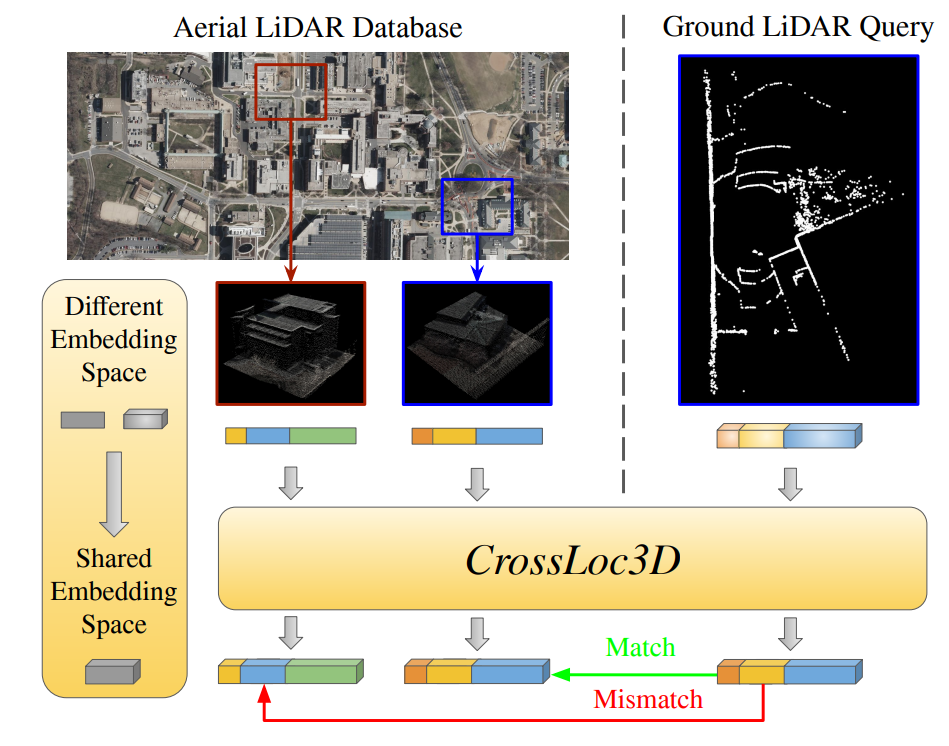 Aerial LiDAR Database
Ground LiDAR Query
Different
Embedding
Space
Shared
Embedding
Space
CrossLoc3D
Match
Mismatch